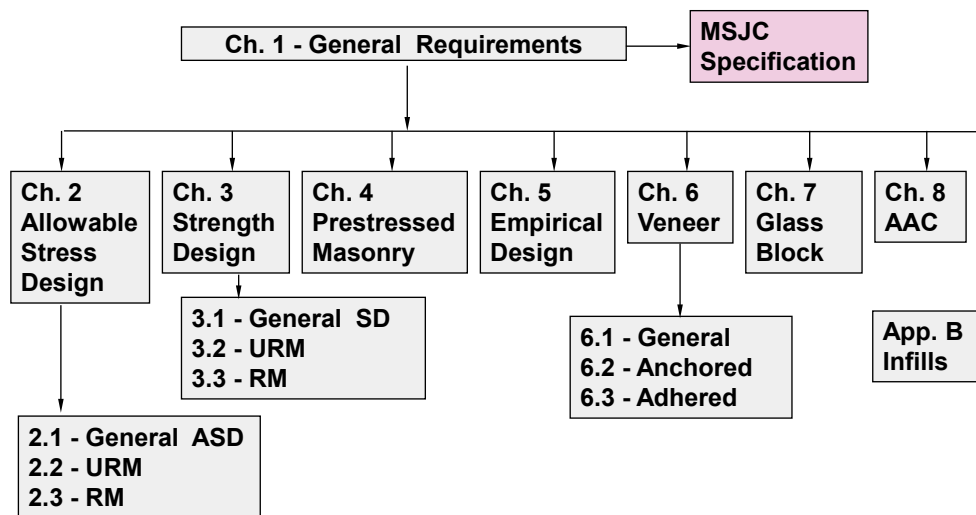 Ch. 1 - General Requirements
MSJC
Specification
Ch. 2
Allowable
Stress
Design
Ch. 3
Strength
Design
Ch. 4
Prestressed
Masonry
Ch. 5
Empirical
Design
Ch. 6
Veneer
Ch. 7
Glass
Block
Ch. 8
AAC
3.1 - General SD
3.2 - URM
3.3 - RM
6.1 - General
6.2 - Anchored
6.3 - Adhered
App. B
Infills
2.1 - General ASD
2.2 - URM
2.3 - RM